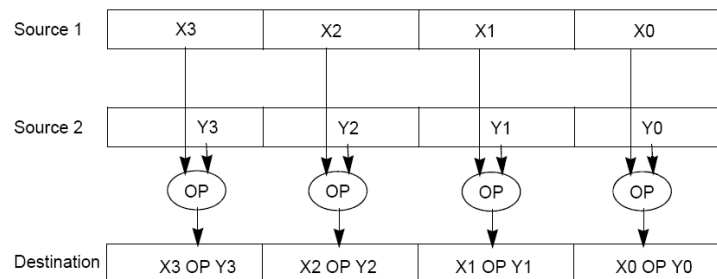 Source 1 X3 X2 X1 X0
Source 2 Y3 Y2 Y1 Y0
OP OP OP OP
Destination X3 OP Y3 X2 OP Y2 X1 OP Y1 X0 OP Y0